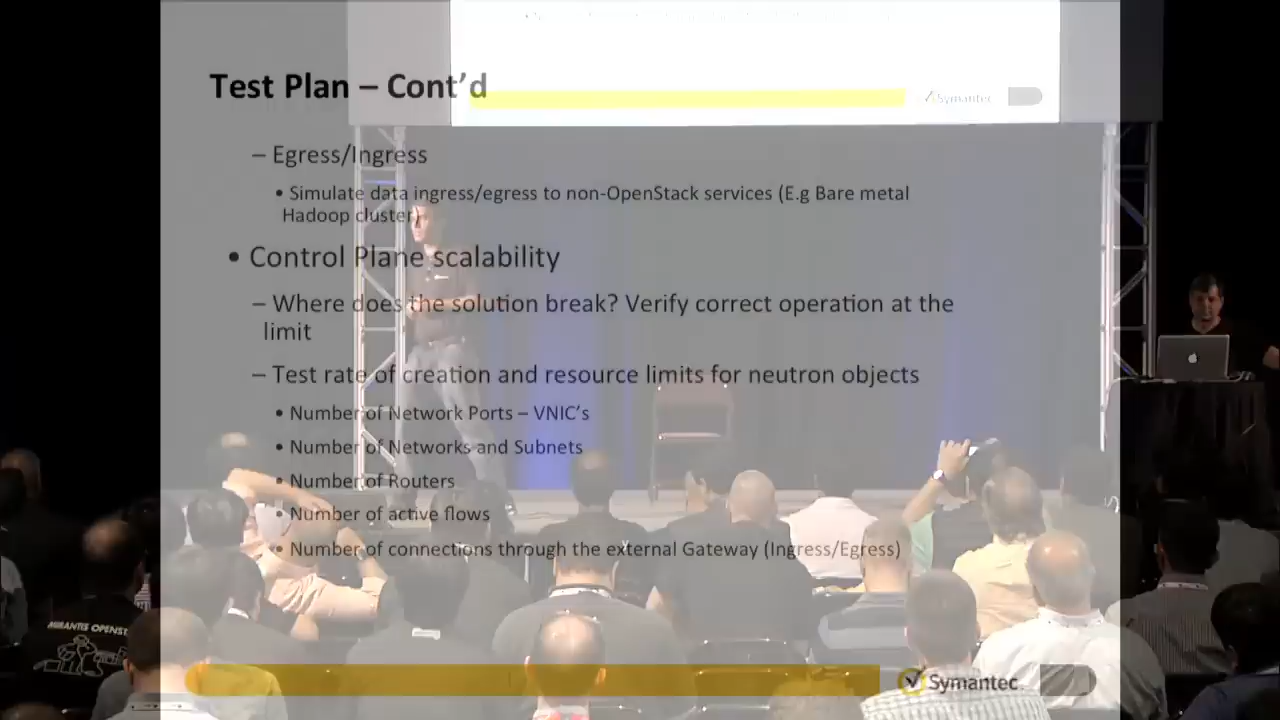 Test Plan – Cont'd
Symantec
– Egress/Ingress
• Simulate data ingress/egress to non-OpenStack services (E.g Bare metal
Hadoop cluster)
• Control Plane scalability
– Where does the solution break? Verify correct operation at the
limit
– Test rate of creation and resource limits for neutron objects
• Number of Network Ports – VNIC's
• Number of Networks and Subnets
• Number of Routers
• Number of active flows
• Number of connections through the external Gateway (Ingress/Egress)
MIRANTIS OPENST
Symantec